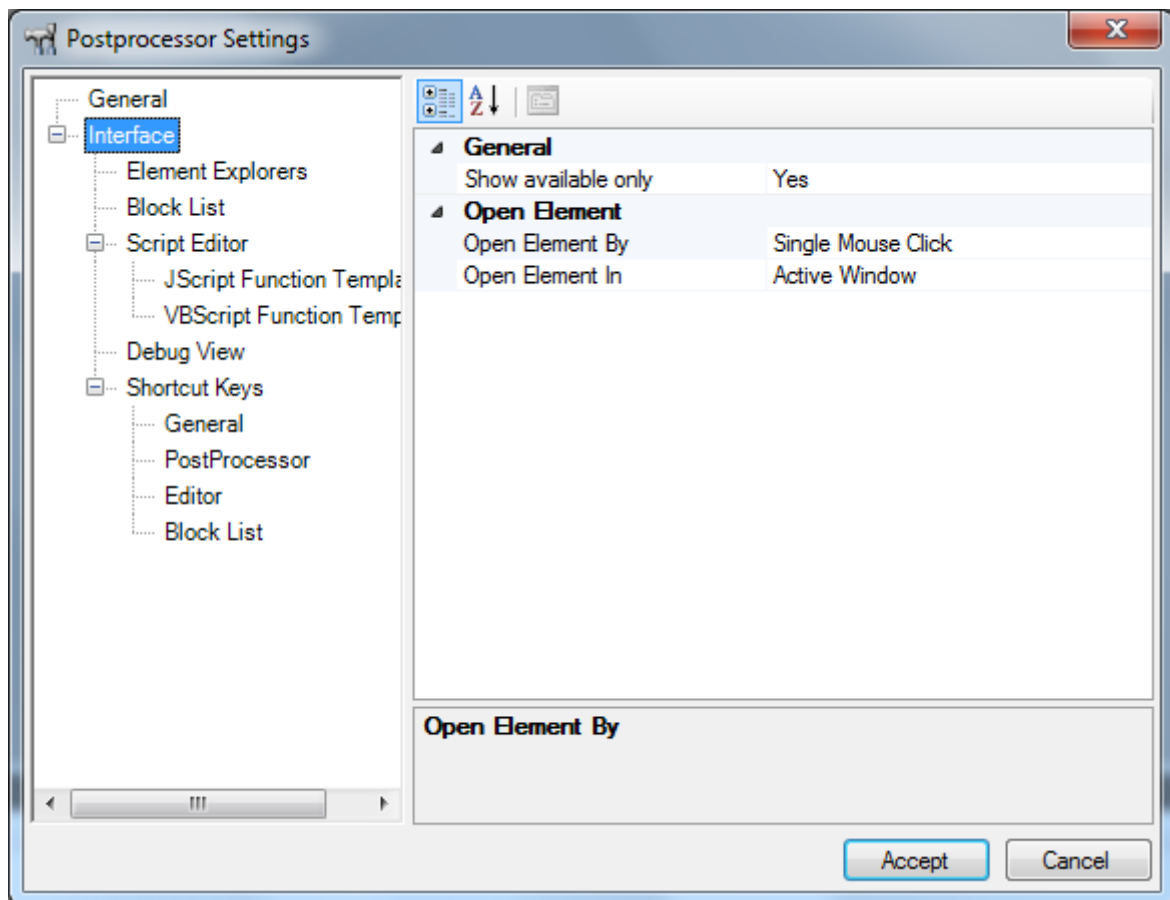 Postprocessor Settings
General
Interface
Element Explorers
Block List
Script Editor
JScript Function Templa
VBScript Function Temp
Debug View
Shortcut Keys
General
PostProcessor
Editor
Block List
General
Show available only Yes
Open Element
Open Element By Single Mouse Click
Open Element In Active Window
Open Element By
Accept Cancel